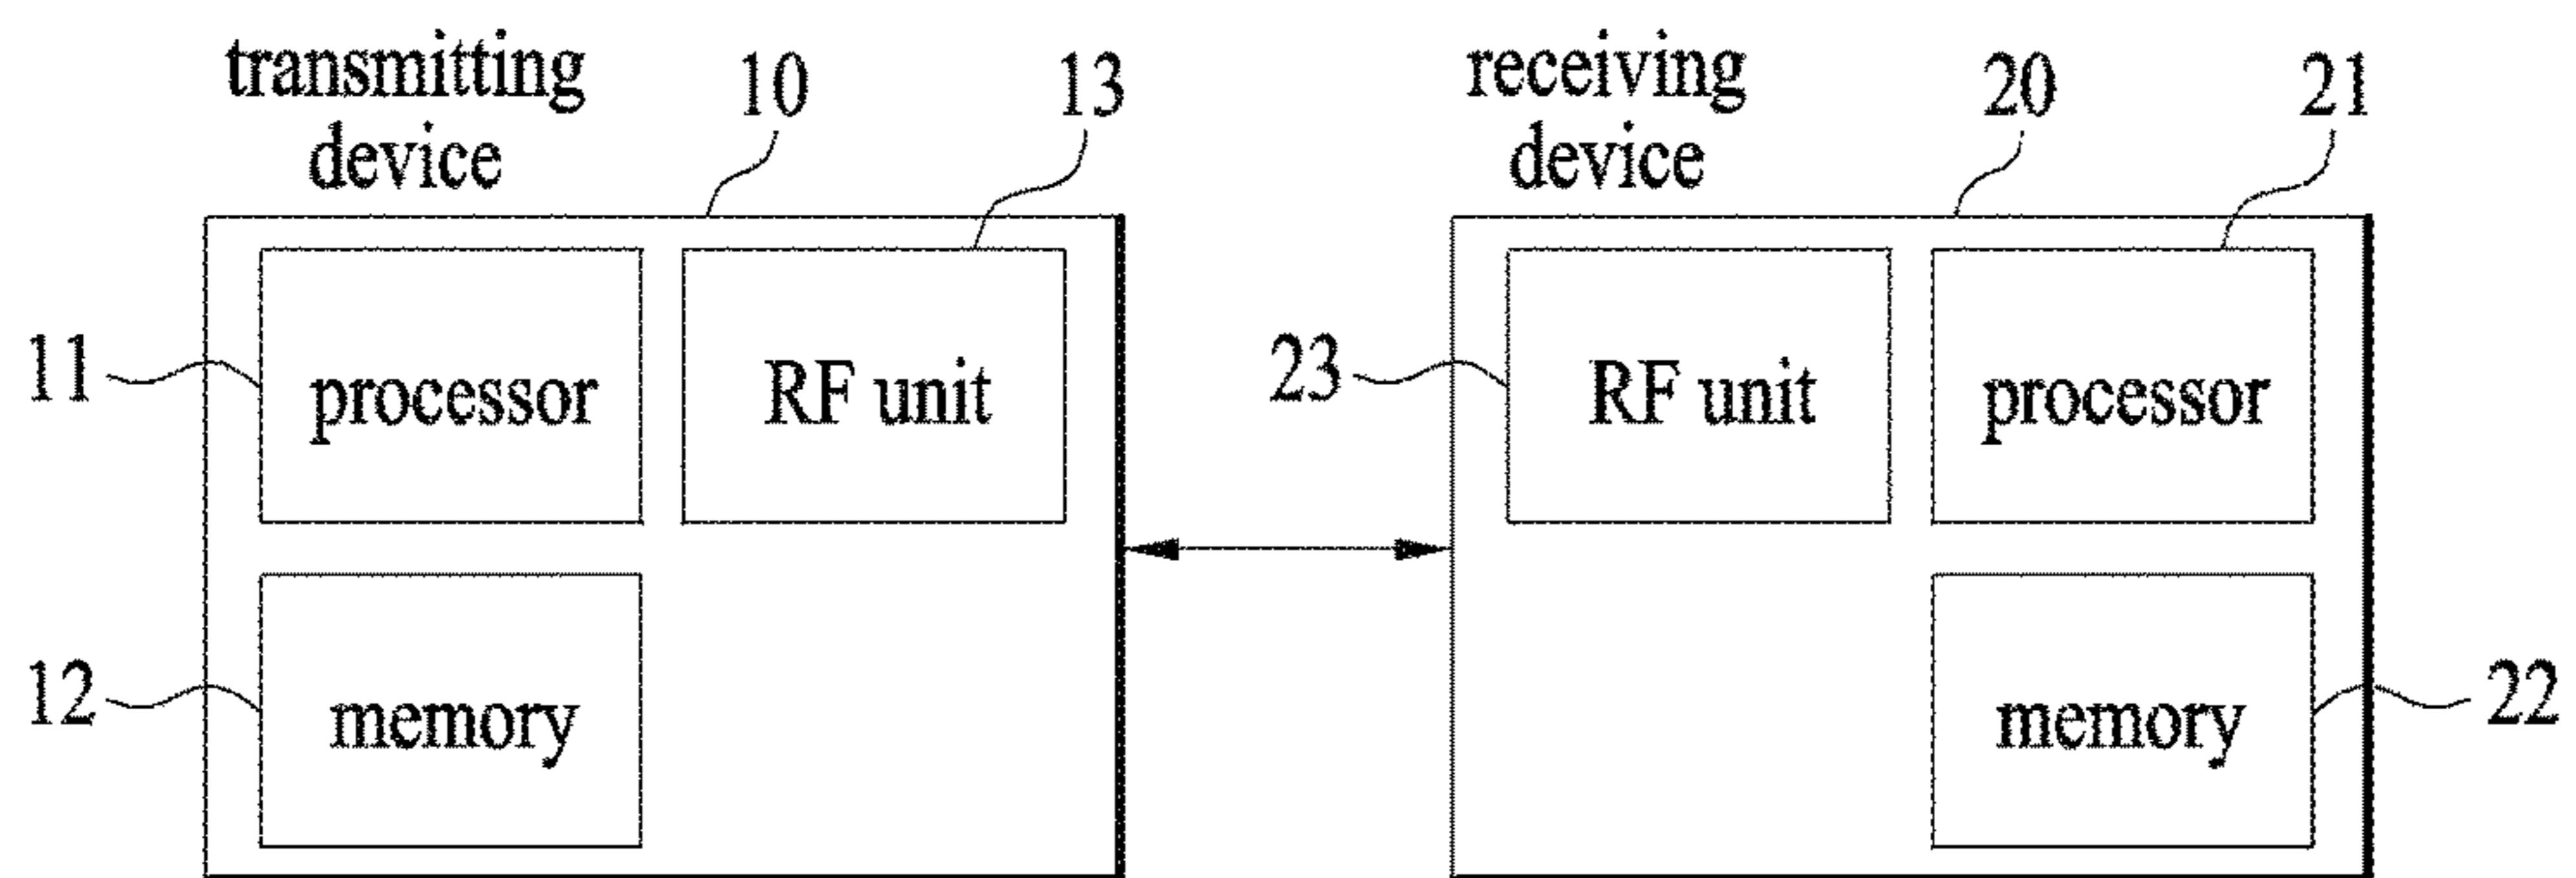 transmitting
device
10
13
receiving
device
20
21
11
processor
RF unit
23
RF unit
processor
12
memory
memory
22